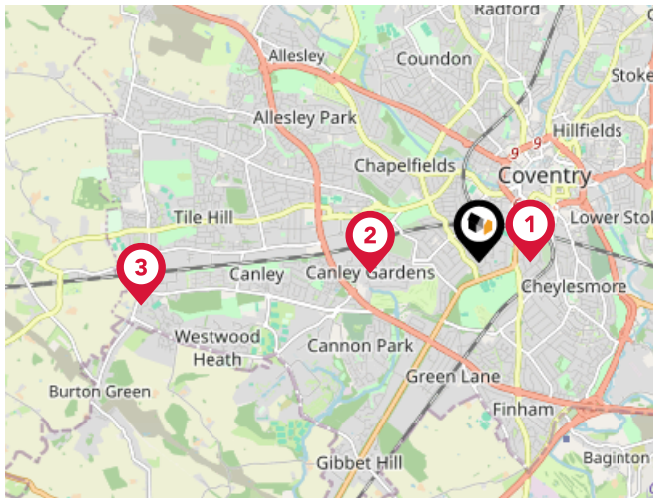 Radford
Allesley
Coundon
Stoke
Allesley Park
9
Hillfields
9
Chapelfields
Coventry
Tile Hill
2
1
Lower Stol
3
Canley
Canley Gardens
Cheylesmore
Westwood
Heath
Cannon Park
Burton Green
Green Lane
Finham
Gibbet Hill
Baginton